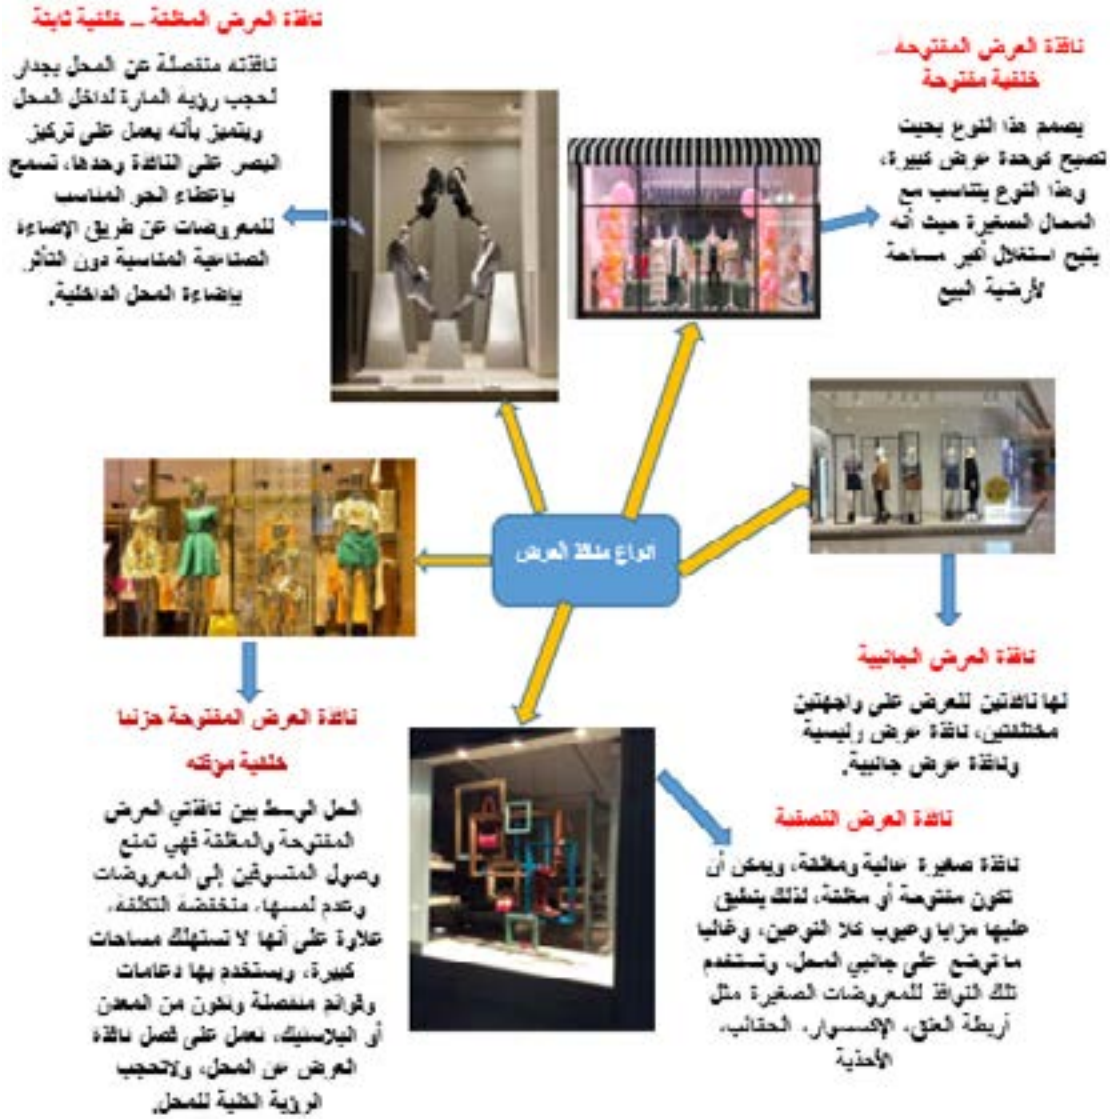 نافذة العرض المغلقة – خلفية ثابتة
نافذته منفصلة عن المحل بجدار
لحجب رؤية المارة لداخل المحل
ويتميز بأنه يعمل على تركيز
البصر على النافذة وحدها، تسمح
بإعطاء الجو المناسب
للمعروضات عن طريق الإضاءة
الصناعية المناسبة دون التأثر
بإضاءة المحل الداخلية.
نافذة العرض المفتوحة –
خلفية مفتوحة
يصمم هذا النوع بحيث
تصبح كوحدة عرض كبيرة،
وهذا النوع يتناسب مع
المحال الصغيرة حيث أنه
يتيح استغلال أكبر مساحة
لأرضية البيع
انواع منافذ العرض
نافذة العرض الجانبية
لها نافذتين للعرض على واجهتين
مختلفتين، نافذة عرض رئيسية
ونافذة عرض جانبية.
نافذة العرض المفتوحة جزئيا
خلفية مؤقته
الحل الوسط بين نافذتي العرض
المفتوحة والمغلقة فهي تمنع
وصول المتسوقين إلى المعروضات
وعدم لمسها، منخفضة التكلفة،
علاوة على أنها لا تستهلك مساحات
كبيرة، ويستخدم بها دعامات
وقوائم منفصلة وتكون من المعدن
أو البلاستيك، تعمل على فصل نافذة
العرض عن المحل، ولاتحجب
الرؤية الكلية للمحل.
نافذة العرض النصفية
نافذة صغيرة عالية ومغلقة، ويمكن أن
تكون مفتوحة أو مغلقة، لذلك ينطبق
عليها مزايا وعيوب كلا النوعين، وغالبا
ما توضع على جانبي المحل، وتستخدم
تلك النوافذ للمعروضات الصغيرة مثل
أربطة العنق، الإكسسوار، الحقائب،
الأحذية